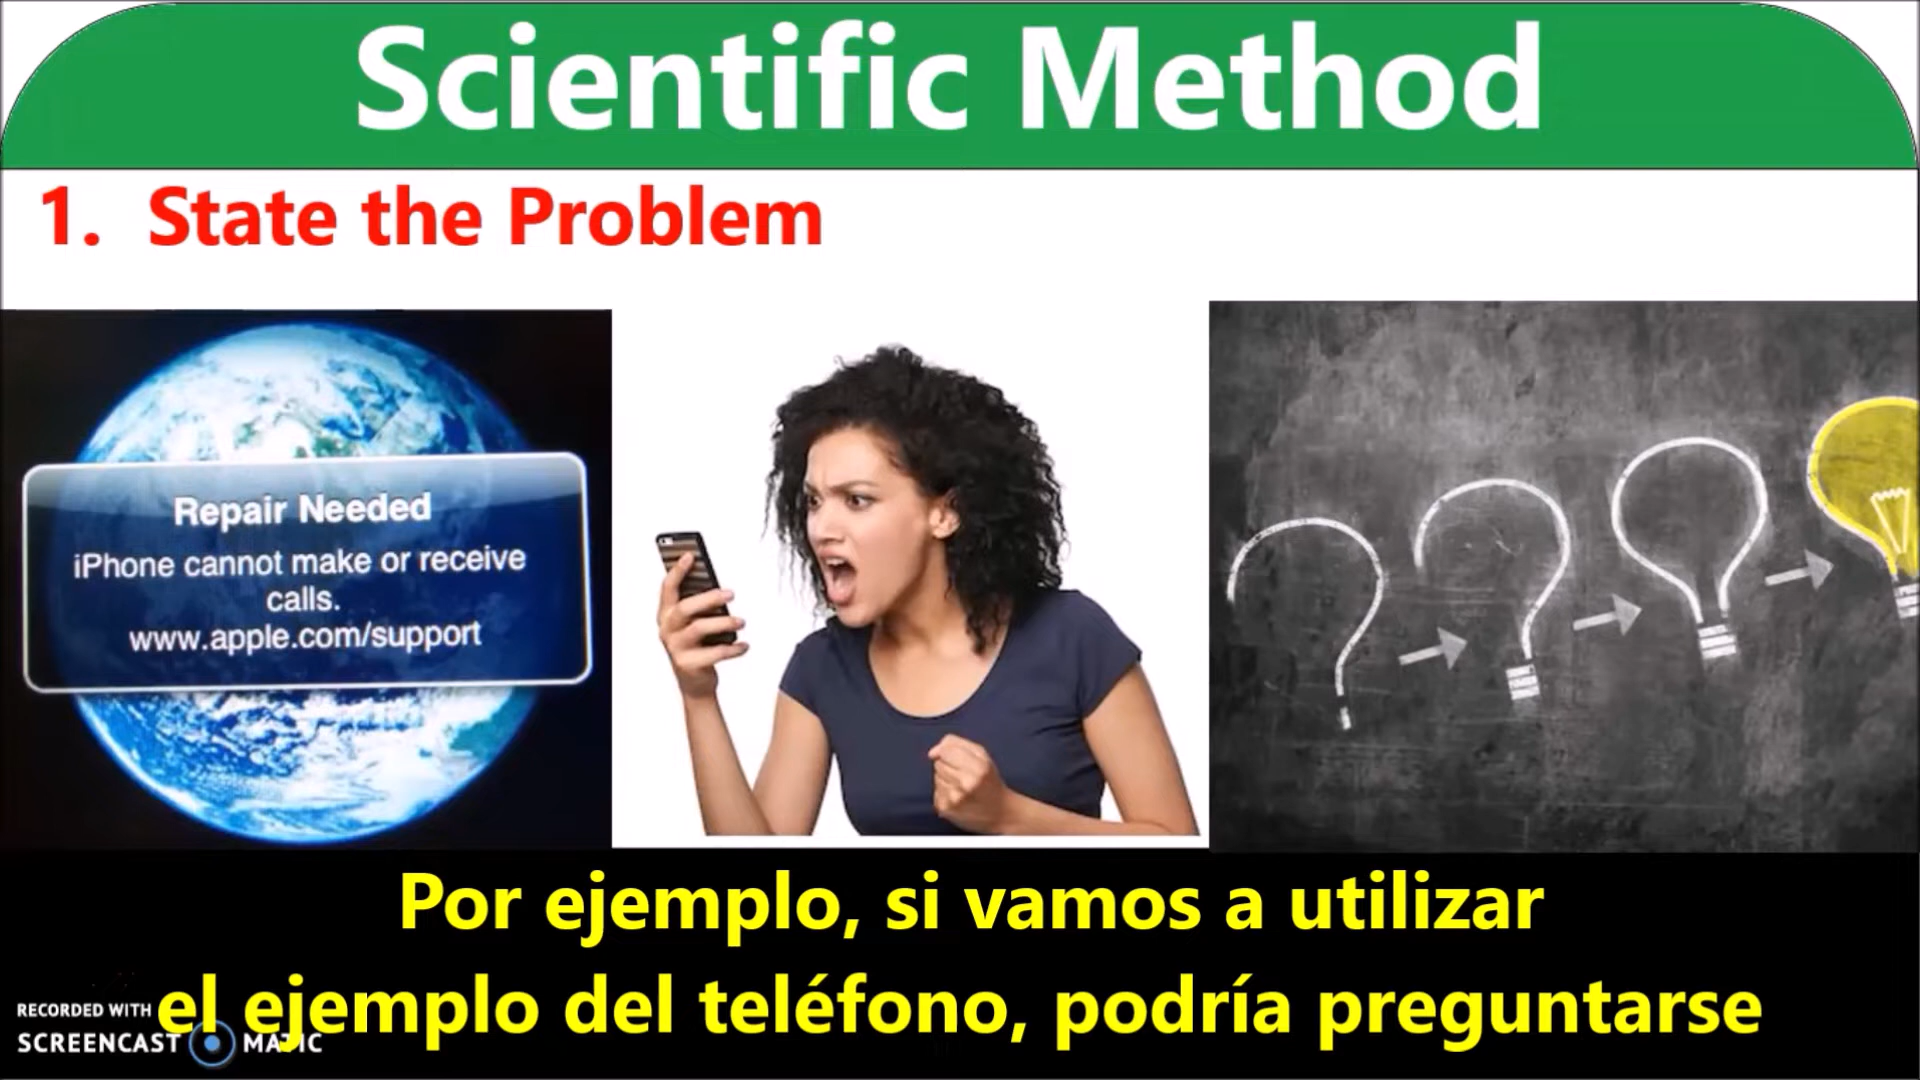 Scientific Method
1. State the Problem
Repair Needed
iPhone cannot make or receive
calls.
www.apple.com/support
Por ejemplo, si vamos a utilizar
el ejemplo del teléfono, podría preguntarse
RECORDED WITH
SCREENCAST MATIC